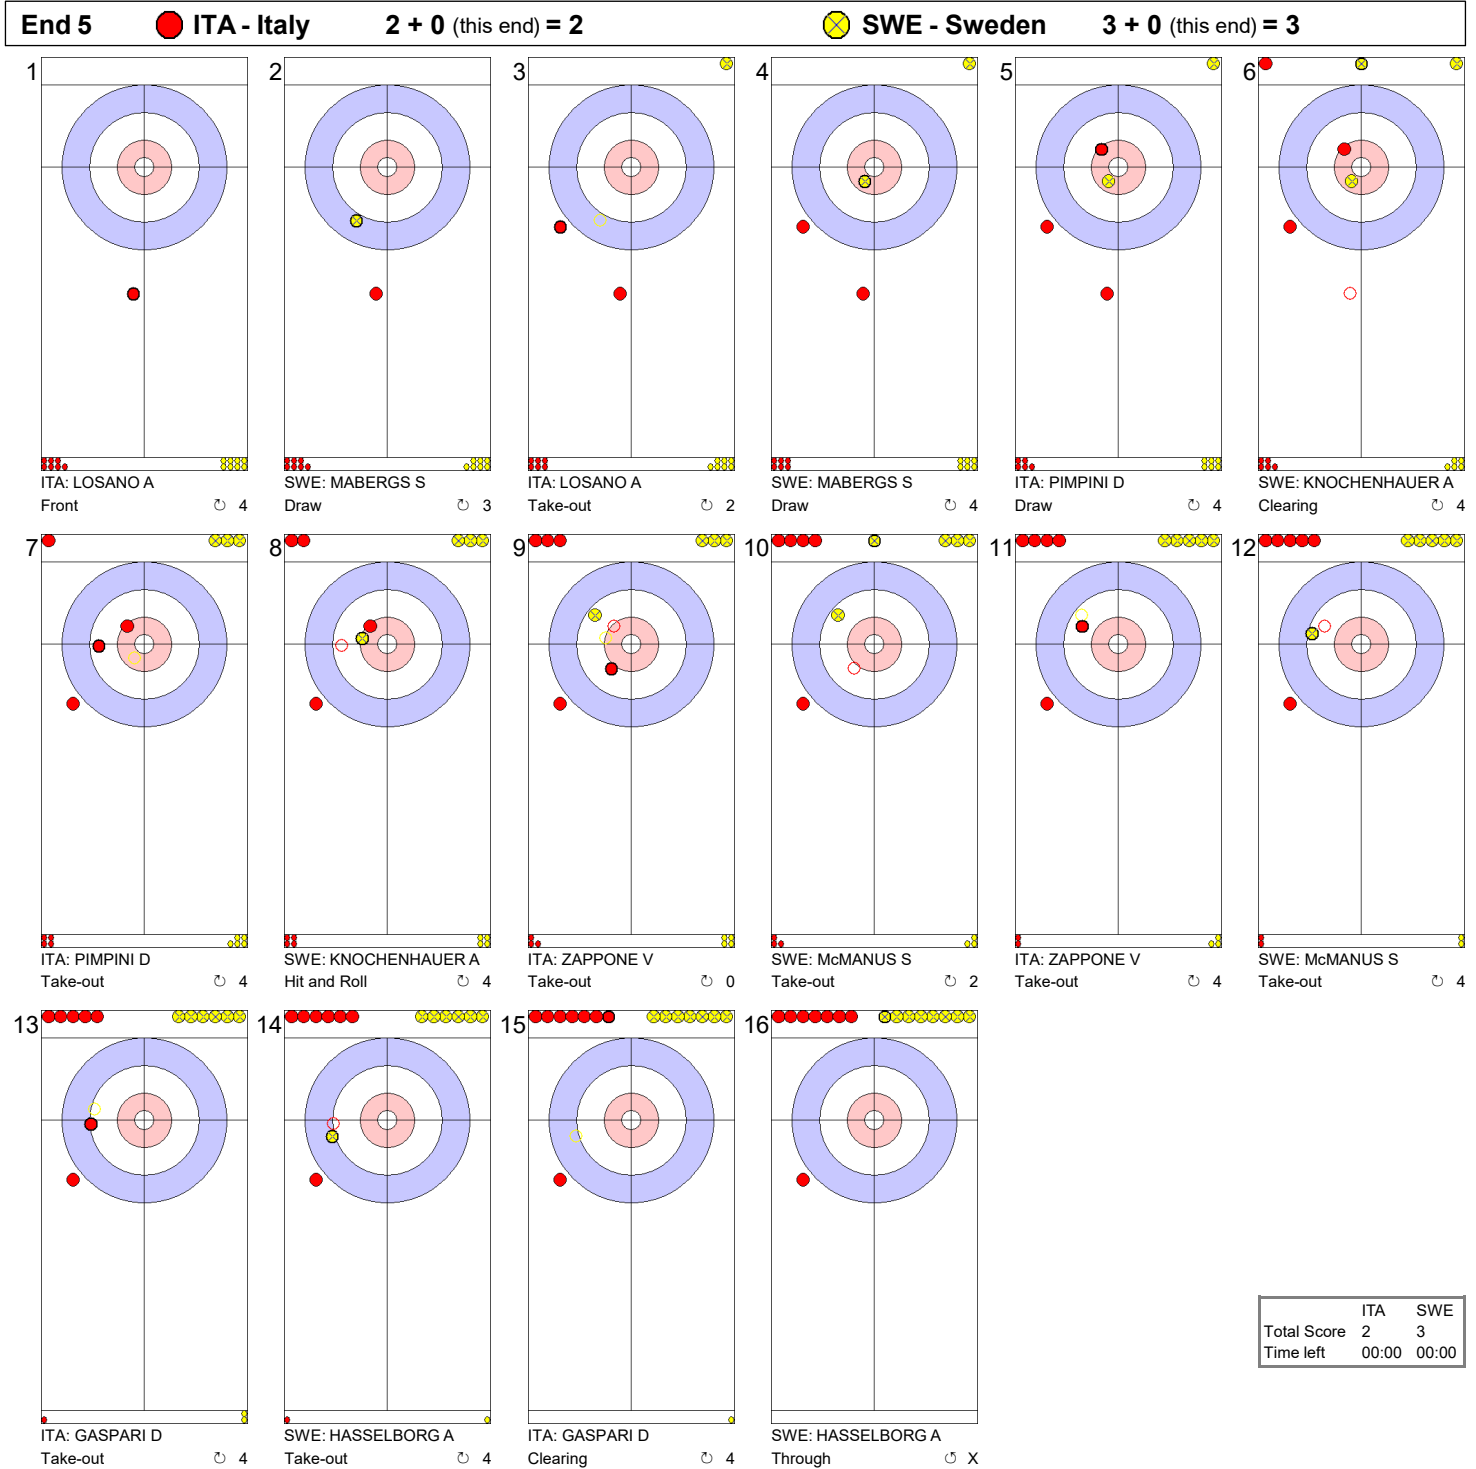 End 5 ITA - Italy 2 + 0 (this end) = 2 SWE - Sweden 3 + 0 (this end) = 3
1
ITA: LOSANO A
Front ↻ 4
2
SWE: MABERGS S
Draw ↻ 3
3
ITA: LOSANO A
Take-out ↻ 2
4
SWE: MABERGS S
Draw ↻ 4
5
ITA: PIMPINI D
Draw ↻ 4
6
SWE: KNOCHENHAUER A
Clearing ↻ 4
7
ITA: PIMPINI D
Take-out ↻ 4
8
SWE: KNOCHENHAUER A
Hit and Roll ↻ 4
9
ITA: ZAPPONE V
Take-out ↻ 0
10
SWE: McMANUS S
Take-out ↻ 2
11
ITA: ZAPPONE V
Take-out ↻ 4
12
SWE: McMANUS S
Take-out ↻ 4
13
ITA: GASPARI D
Take-out ↻ 4
14
SWE: HASSELBORG A
Take-out ↻ 4
15
ITA: GASPARI D
Clearing ↻ 4
16
SWE: HASSELBORG A
Through ↺ X
ITA SWE
Total Score 2 3
Time left 00:00 00:00